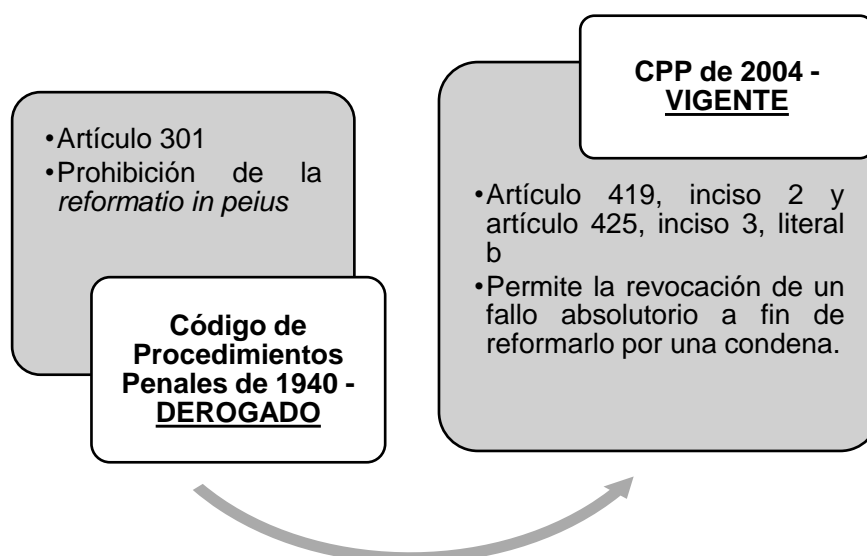 •Artículo 301
•Prohibición de la
reformatio in peius
Código de
Procedimientos
Penales de 1940 -
DEROGADO
CPP de 2004 -
VIGENTE
•Artículo 419, inciso 2 y
artículo 425, inciso 3, literal
b
•Permite la revocación de un
fallo absolutorio a fin de
reformarlo por una condena.